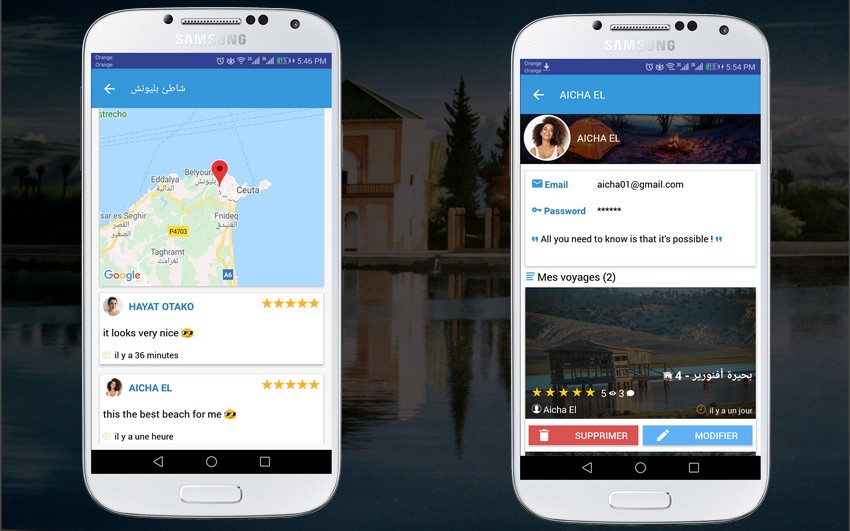 SAMSUNG
Orange
Orange
5:46 PM
شاطئ بليونش
strecho
Eddalya
الدالية
Belyour
بليونش
Ceuta
sar es Seghir
القصر
الصغير
Fnideq
الفنيدق
P4703
Taghramt
تغرامت
Google
A6
HAYAT OTAKO
it looks very nice
il y a 36 minutes
AICHA EL
this the best beach for me
il y a une heure
SAMSUNG
Orange
Orange
5:54 PM
AICHA EL
AICHA EL
Email aicha01@gmail.com
Password ******
" All you need to know is that it's possible ! "
Mes voyages (2)
بحيرة أفنورير - 4
5 3
Aicha El il y a un jour
SUPPRIMER MODIFIER